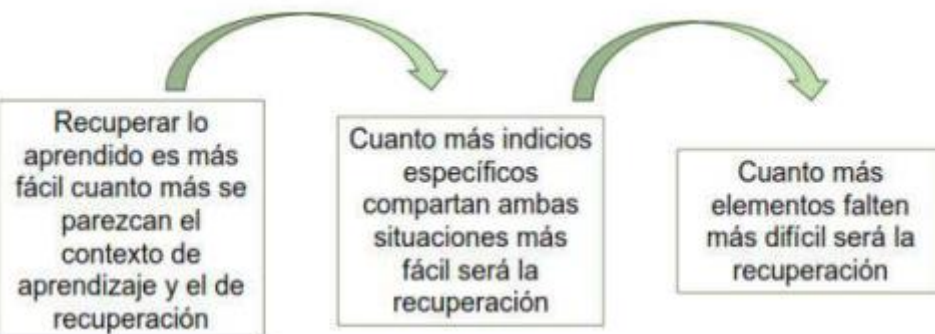 Recuperar lo
aprendido es más
fácil cuanto más se
parezcan el
contexto de
aprendizaje y el de
recuperación
Cuanto más indicios
específicos
compartan ambas
situaciones más
fácil será la
recuperación
Cuanto más
elementos falten
más difícil será la
recuperación